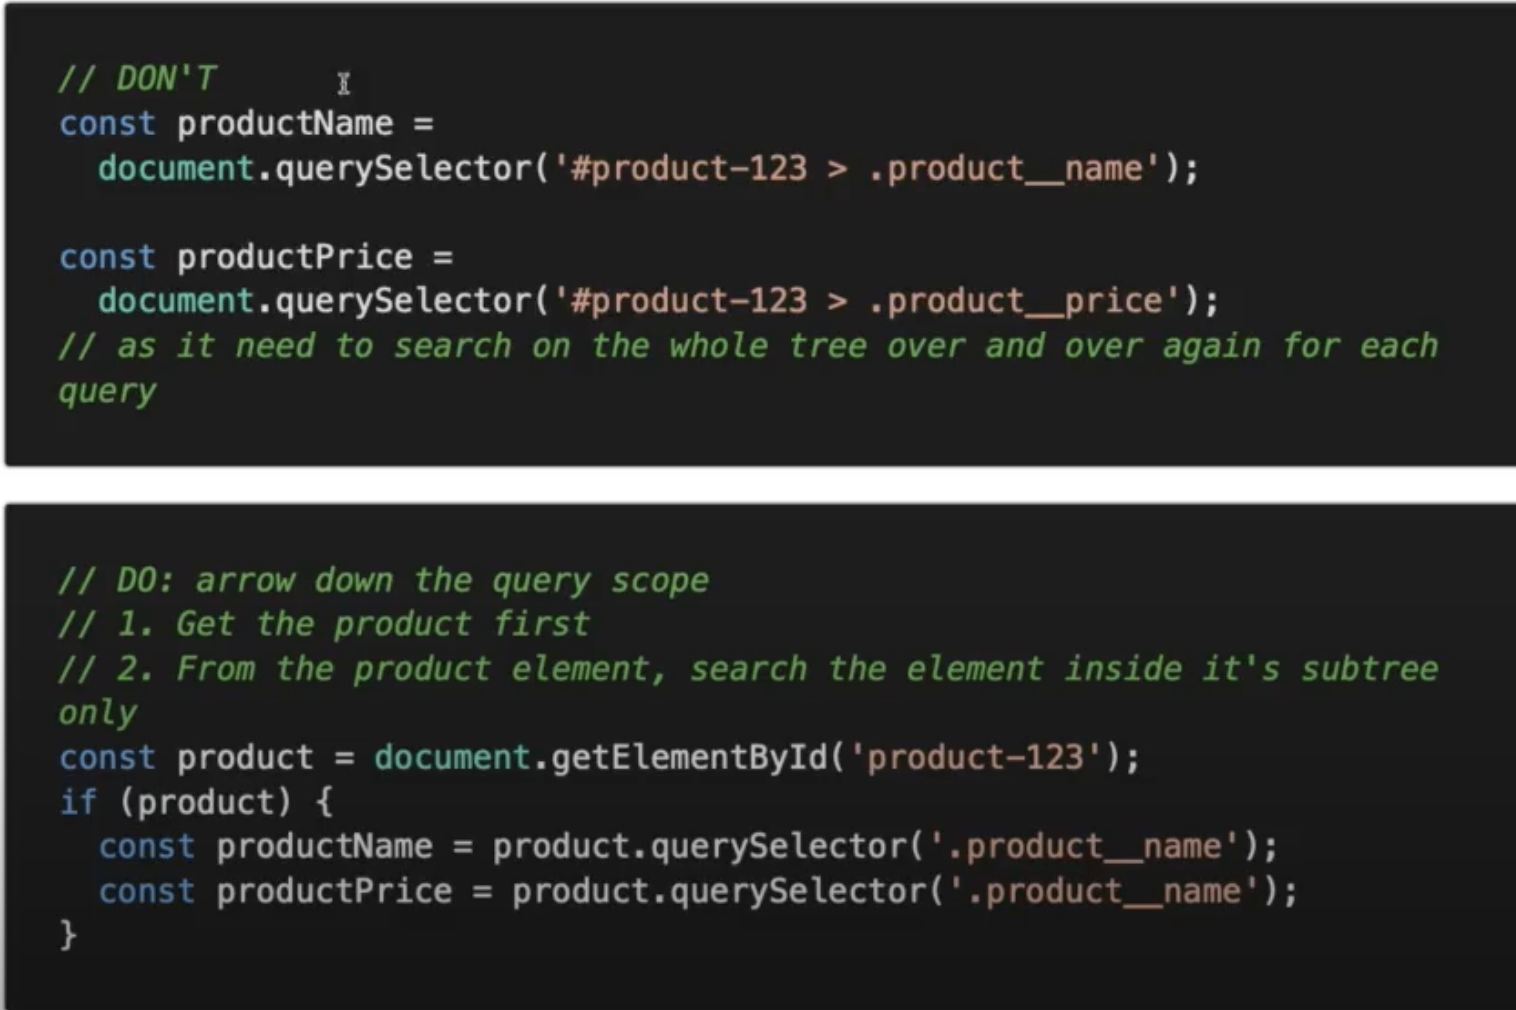 // DON'T
const productName =
  document.querySelector('#product-123 > .product__name');
const productPrice =
  document.querySelector('#product-123 > .product__price');
// as it need to search on the whole tree over and over again for each
query
// DO: arrow down the query scope
// 1. Get the product first
// 2. From the product element, search the element inside it's subtree
only
const product = document.getElementById('product-123');
if (product) {
  const productName = product.querySelector('.product__name');
  const productPrice = product.querySelector('.product__name');
}